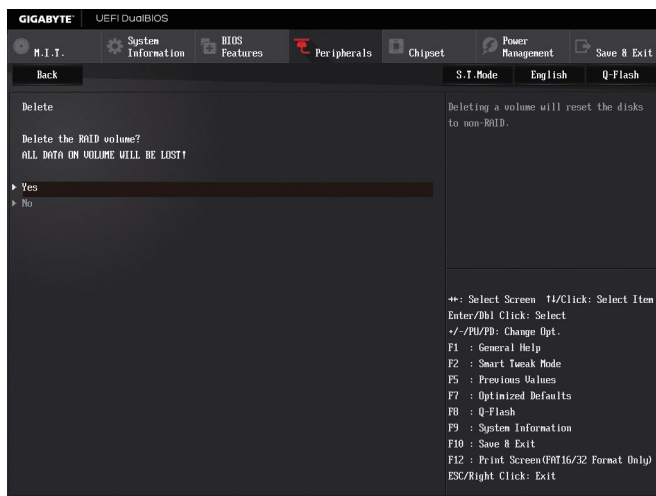 GIGABYTE™ UEFI DualBIOS
M.I.T. System Information BIOS Features Peripherals Chipset Power Management Save & Exit
Back S.T.Mode English Q-Flash
Delete
Delete the RAID volume?
ALL DATA ON VOLUME WILL BE LOST!
Yes
No
Deleting a volume will reset the disks
to non-RAID.
→←: Select Screen ↑↓/Click: Select Item
Enter/Dbl Click: Select
+/-/PU/PD: Change Opt.
F1 : General Help
F2 : Smart Tweak Mode
F5 : Previous Values
F7 : Optimized Defaults
F8 : Q-Flash
F9 : System Information
F10 : Save & Exit
F12 : Print Screen(FAT16/32 Format Only)
ESC/Right Click: Exit